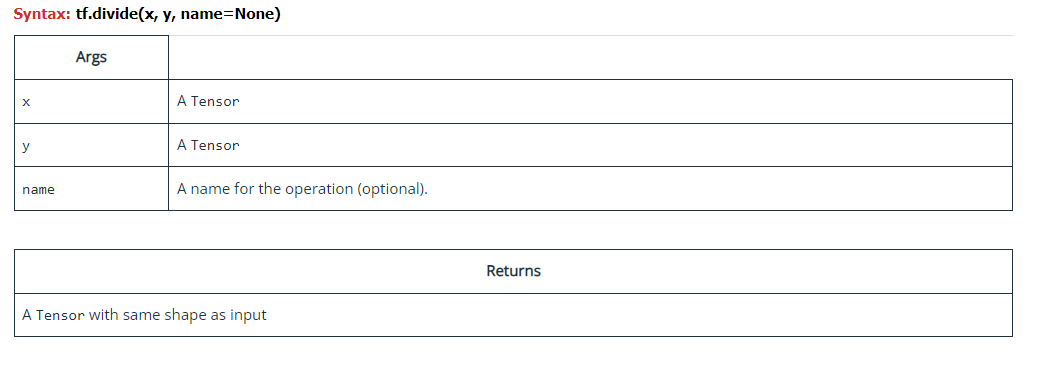 Syntax: tf.divide(x, y, name=None)
Args
x A Tensor
y A Tensor
name A name for the operation (optional).
Returns
A Tensor with same shape as input